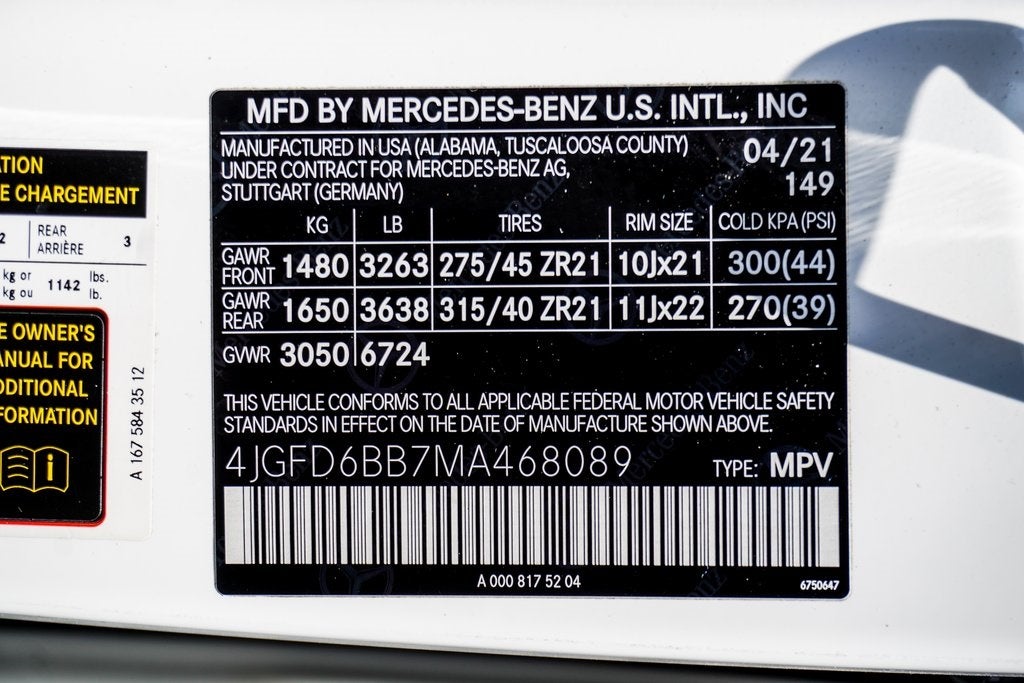 MFD BY MERCEDES-BENZ U.S. INTL., INC
MANUFACTURED IN USA (ALABAMA, TUSCALOOSA COUNTY)
UNDER CONTRACT FOR MERCEDES-BENZ AG,
STUTTGART (GERMANY)
04/21
149
KG LB TIRES RIM SIZE COLD KPA (PSI)
GAWR FRONT 1480 3263 275/45 ZR21 10Jx21 300(44)
GAWR REAR 1650 3638 315/40 ZR21 11Jx22 270(39)
GVWR 3050 6724
THIS VEHICLE CONFORMS TO ALL APPLICABLE FEDERAL MOTOR VEHICLE SAFETY
STANDARDS IN EFFECT ON THE DATE OF MANUFACTURE SHOWN ABOVE.
4JGFD6BB7MA468089 TYPE: MPV
A 000 817 52 04
6750647
TION
E CHARGEMENT
2 REAR 3
ARRIÈRE
kg or 1142 lbs.
kg ou lb.
E OWNER'S
ANUAL FOR
DDITIONAL
FORMATION
i
A 167 584 35 12